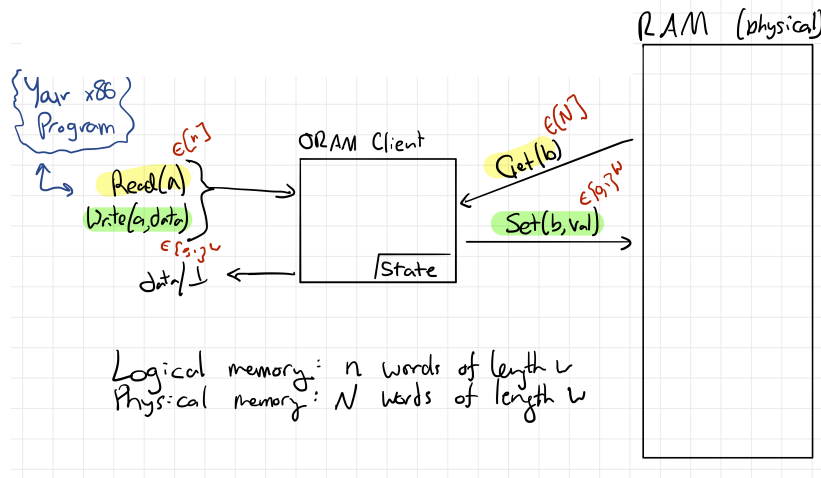 RAM (physical)
Your x86
Program
∈[n]
ORAM Client
∈[N]
Get(b)
Read(a)
Write(a,data)
∈{0,1}^w
Set(b,val)
∈{0,1}^w
data/⊥
State
Logical memory: n words of length w
Physical memory: N words of length w